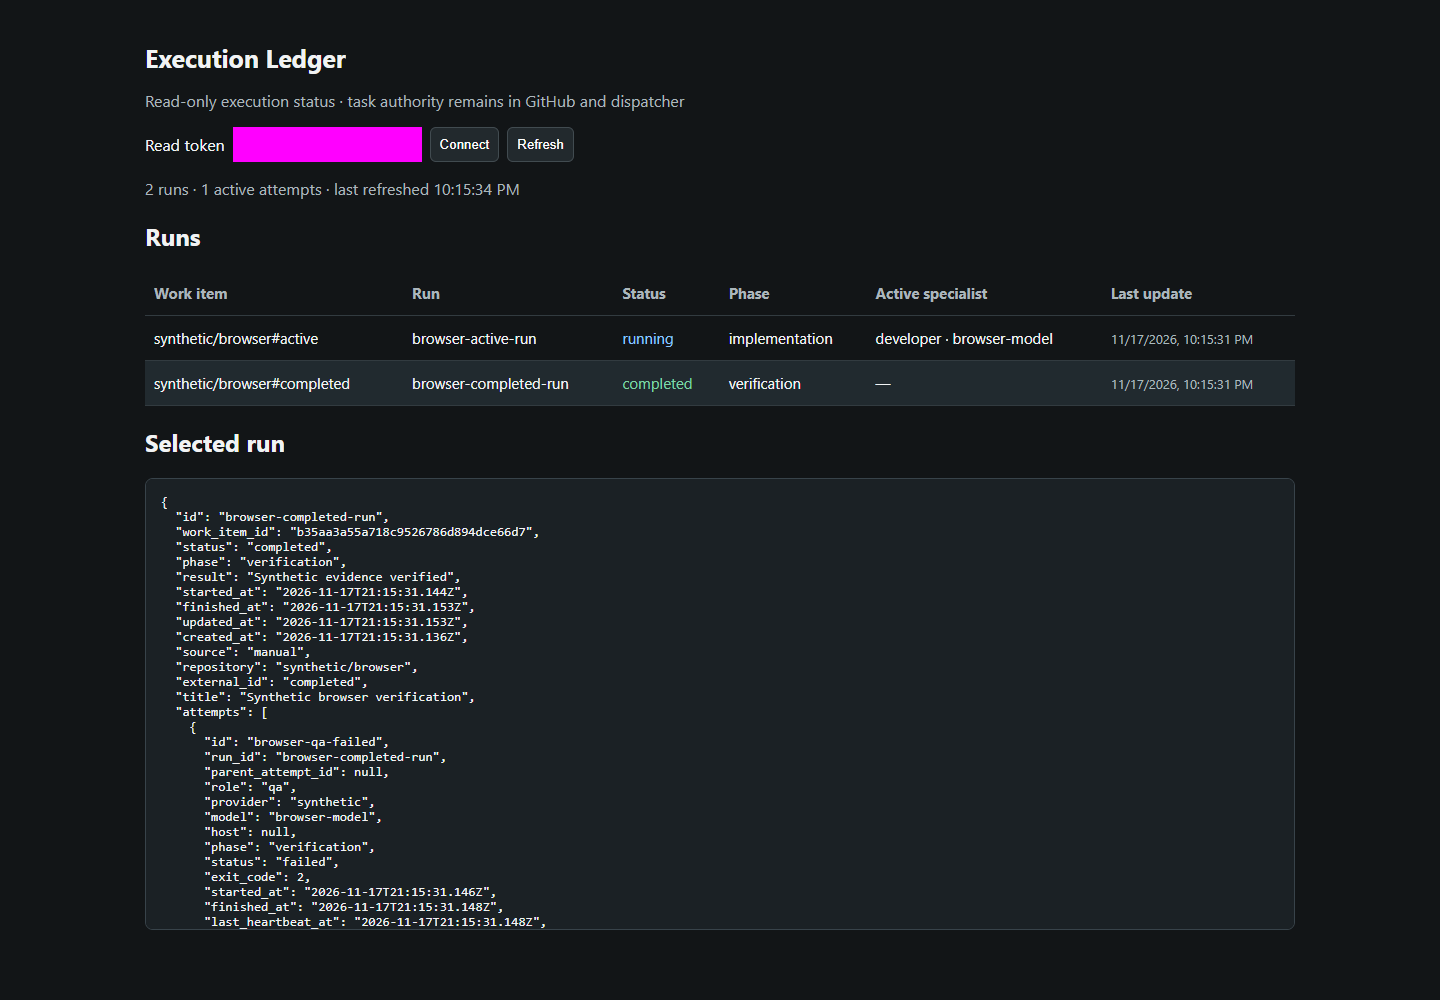 Execution Ledger
Read-only execution status · task authority remains in GitHub and dispatcher
Read token Connect Refresh
2 runs · 1 active attempts · last refreshed 10:15:34 PM
Runs
Work item Run Status Phase Active specialist Last update
synthetic/browser#active browser-active-run running implementation developer · browser-model 11/17/2026, 10:15:31 PM
synthetic/browser#completed browser-completed-run completed verification — 11/17/2026, 10:15:31 PM
Selected run
{
"id": "browser-completed-run",
"work_item_id": "b35aa3a55a718c9526786d894dce66d7",
"status": "completed",
"phase": "verification",
"result": "Synthetic evidence verified",
"started_at": "2026-11-17T21:15:31.144Z",
"finished_at": "2026-11-17T21:15:31.153Z",
"updated_at": "2026-11-17T21:15:31.153Z",
"created_at": "2026-11-17T21:15:31.136Z",
"source": "manual",
"repository": "synthetic/browser",
"external_id": "completed",
"title": "Synthetic browser verification",
"attempts": [
{
"id": "browser-qa-failed",
"run_id": "browser-completed-run",
"parent_attempt_id": null,
"role": "qa",
"provider": "synthetic",
"model": "browser-model",
"host": null,
"phase": "verification",
"status": "failed",
"exit_code": 2,
"started_at": "2026-11-17T21:15:31.146Z",
"finished_at": "2026-11-17T21:15:31.148Z",
"last_heartbeat_at": "2026-11-17T21:15:31.148Z",